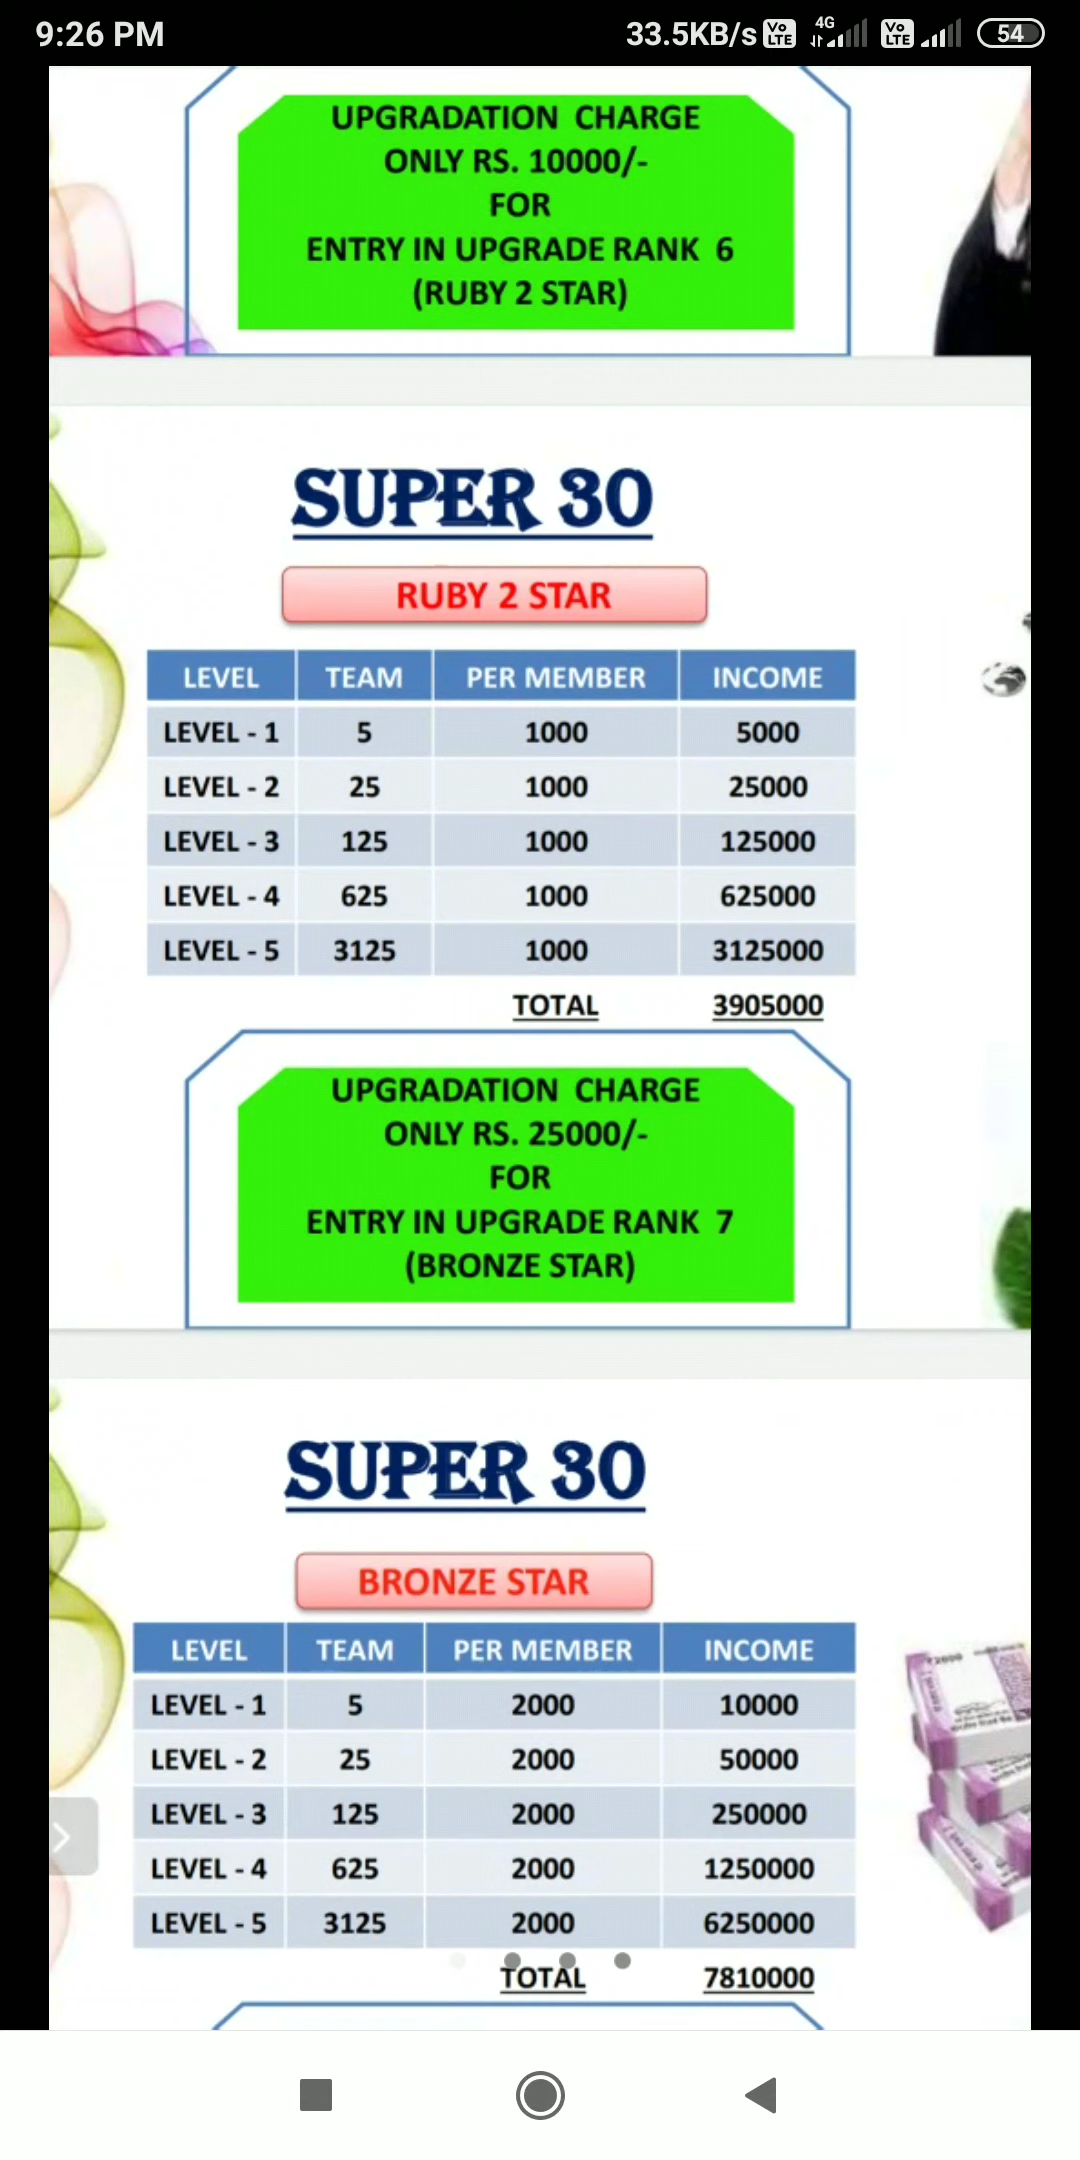 9:26 PM 33.5KB/s Vo LTE 4G Vo LTE 54
UPGRADATION CHARGE
ONLY RS. 10000/-
FOR
ENTRY IN UPGRADE RANK 6
(RUBY 2 STAR)
SUPER 30
RUBY 2 STAR
LEVEL TEAM PER MEMBER INCOME
LEVEL - 1 5 1000 5000
LEVEL - 2 25 1000 25000
LEVEL - 3 125 1000 125000
LEVEL - 4 625 1000 625000
LEVEL - 5 3125 1000 3125000
TOTAL 3905000
UPGRADATION CHARGE
ONLY RS. 25000/-
FOR
ENTRY IN UPGRADE RANK 7
(BRONZE STAR)
SUPER 30
BRONZE STAR
LEVEL TEAM PER MEMBER INCOME
LEVEL - 1 5 2000 10000
LEVEL - 2 25 2000 50000
LEVEL - 3 125 2000 250000
LEVEL - 4 625 2000 1250000
LEVEL - 5 3125 2000 6250000
TOTAL 7810000